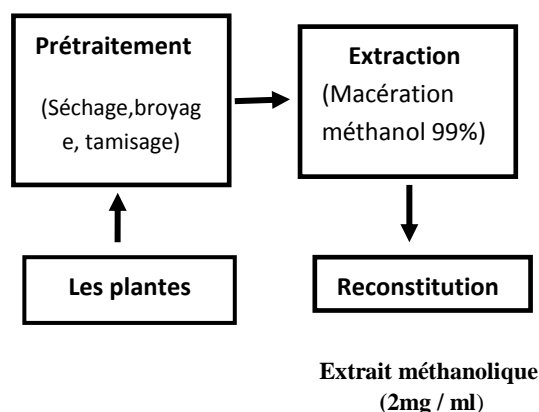 Prétraitement
(Séchage,broyag
e, tamisage)
Extraction
(Macération
méthanol 99%)
Les plantes
Reconstitution
Extrait méthanolique
(2mg / ml)